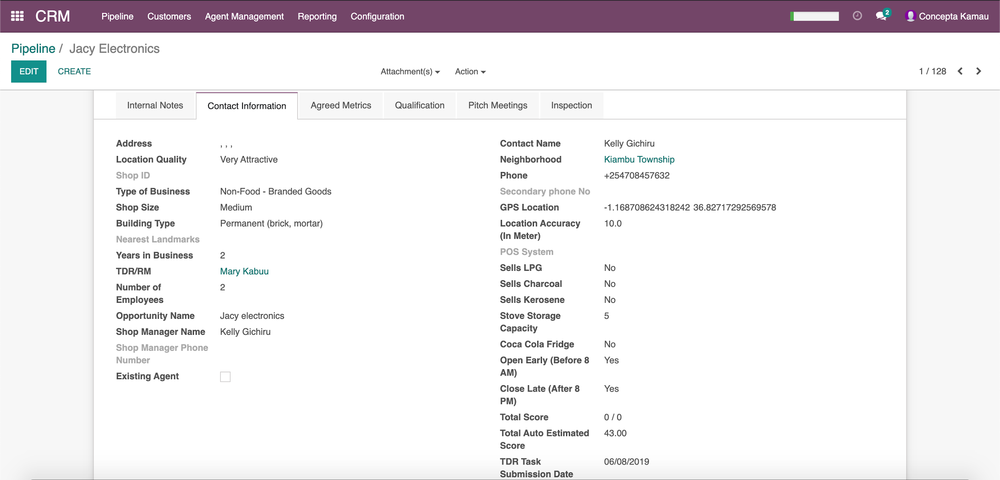 CRM Pipeline Customers Agent Management Reporting Configuration 2 Concepta Kamau
Pipeline / Jacy Electronics
EDIT CREATE Attachment(s) Action 1 / 128
Internal Notes Contact Information Agreed Metrics Qualification Pitch Meetings Inspection
Address , , ,
Location Quality Very Attractive
Shop ID
Type of Business Non-Food - Branded Goods
Shop Size Medium
Building Type Permanent (brick, mortar)
Nearest Landmarks
Years in Business 2
TDR/RM Mary Kabuu
Number of 2
Employees
Opportunity Name Jacy electronics
Shop Manager Name Kelly Gichiru
Shop Manager Phone
Number
Existing Agent
Contact Name Kelly Gichiru
Neighborhood Kiambu Township
Phone +254708457632
Secondary phone No
GPS Location -1.168708624318242 36.82717292569578
Location Accuracy 10.0
(In Meter)
POS System
Sells LPG No
Sells Charcoal No
Sells Kerosene No
Stove Storage 5
Capacity
Coca Cola Fridge No
Open Early (Before 8 Yes
AM)
Close Late (After 8 Yes
PM)
Total Score 0 / 0
Total Auto Estimated 43.00
Score
TDR Task 06/08/2019
Submission Date